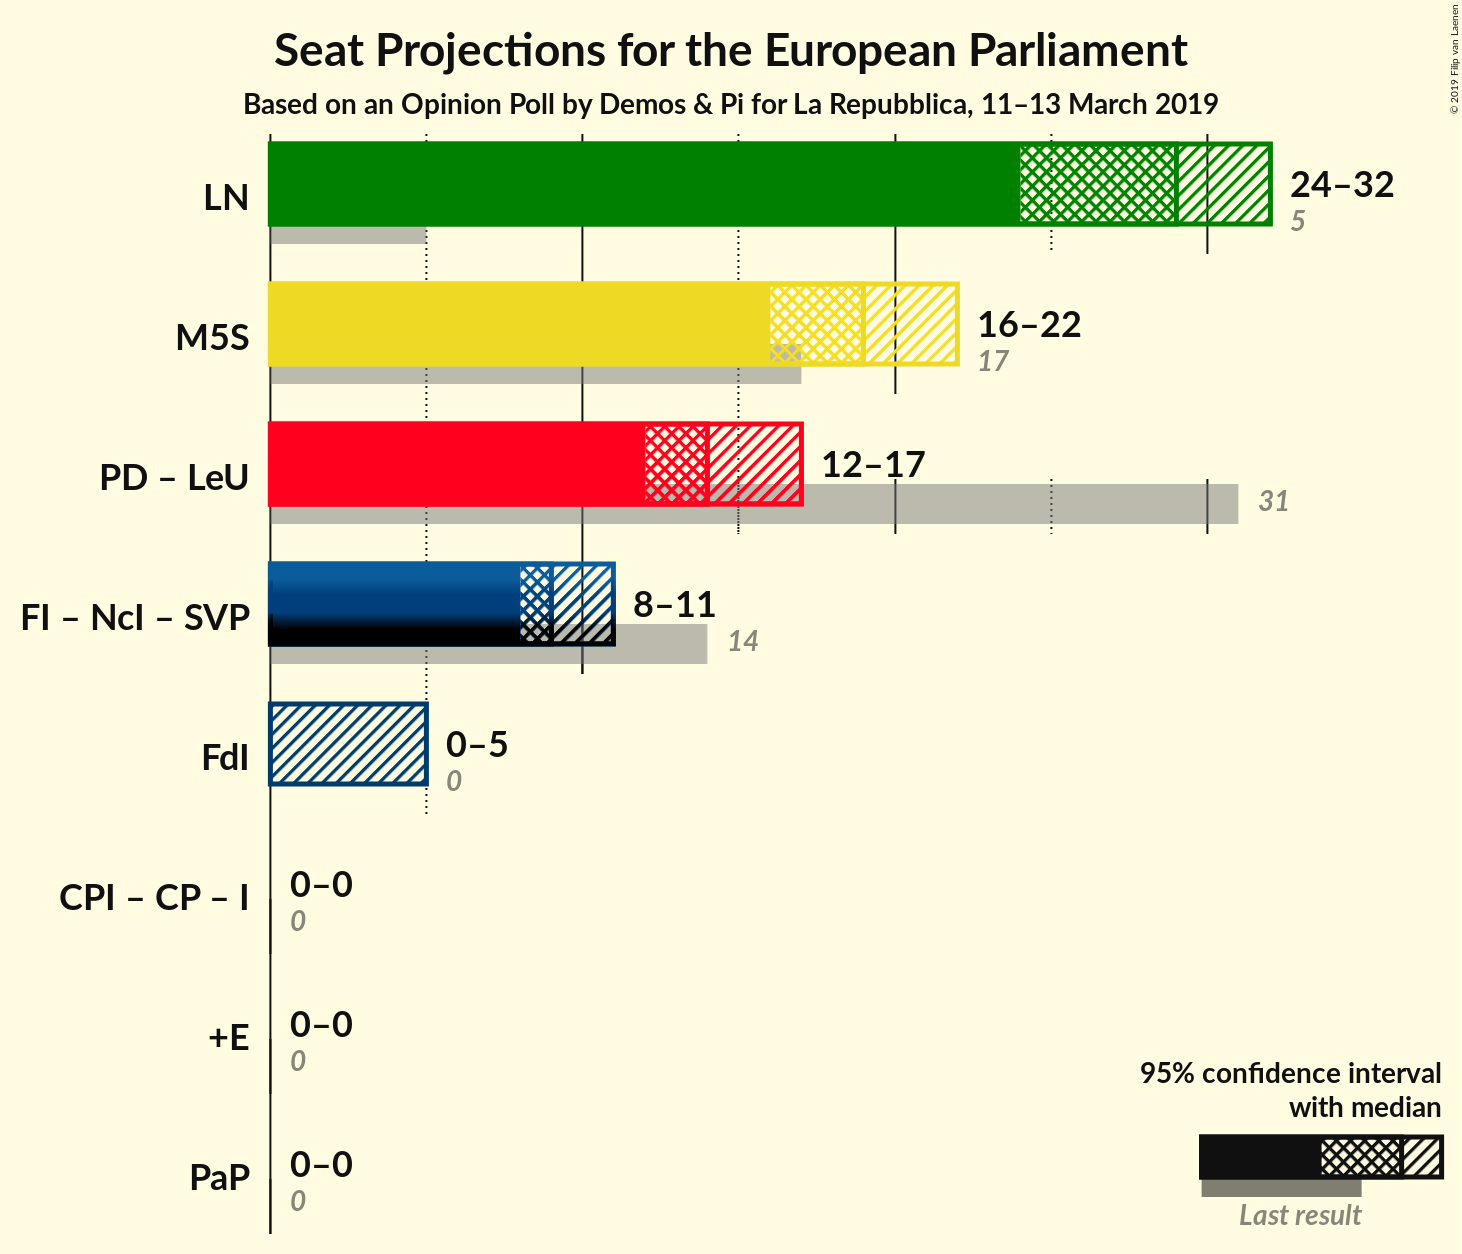 Seat Projections for the European Parliament
Based on an Opinion Poll by Demos & Pi for La Repubblica, 11–13 March 2019
© 2019 Filip van Laenen
LN
24–32
5
M5S
16–22
17
PD – LeU
12–17
31
FI – NcI – SVP
8–11
14
FdI
0–5
0
CPI – CP – I
0–0
0
+E
0–0
0
PaP
0–0
0
95% confidence interval
with median
Last result